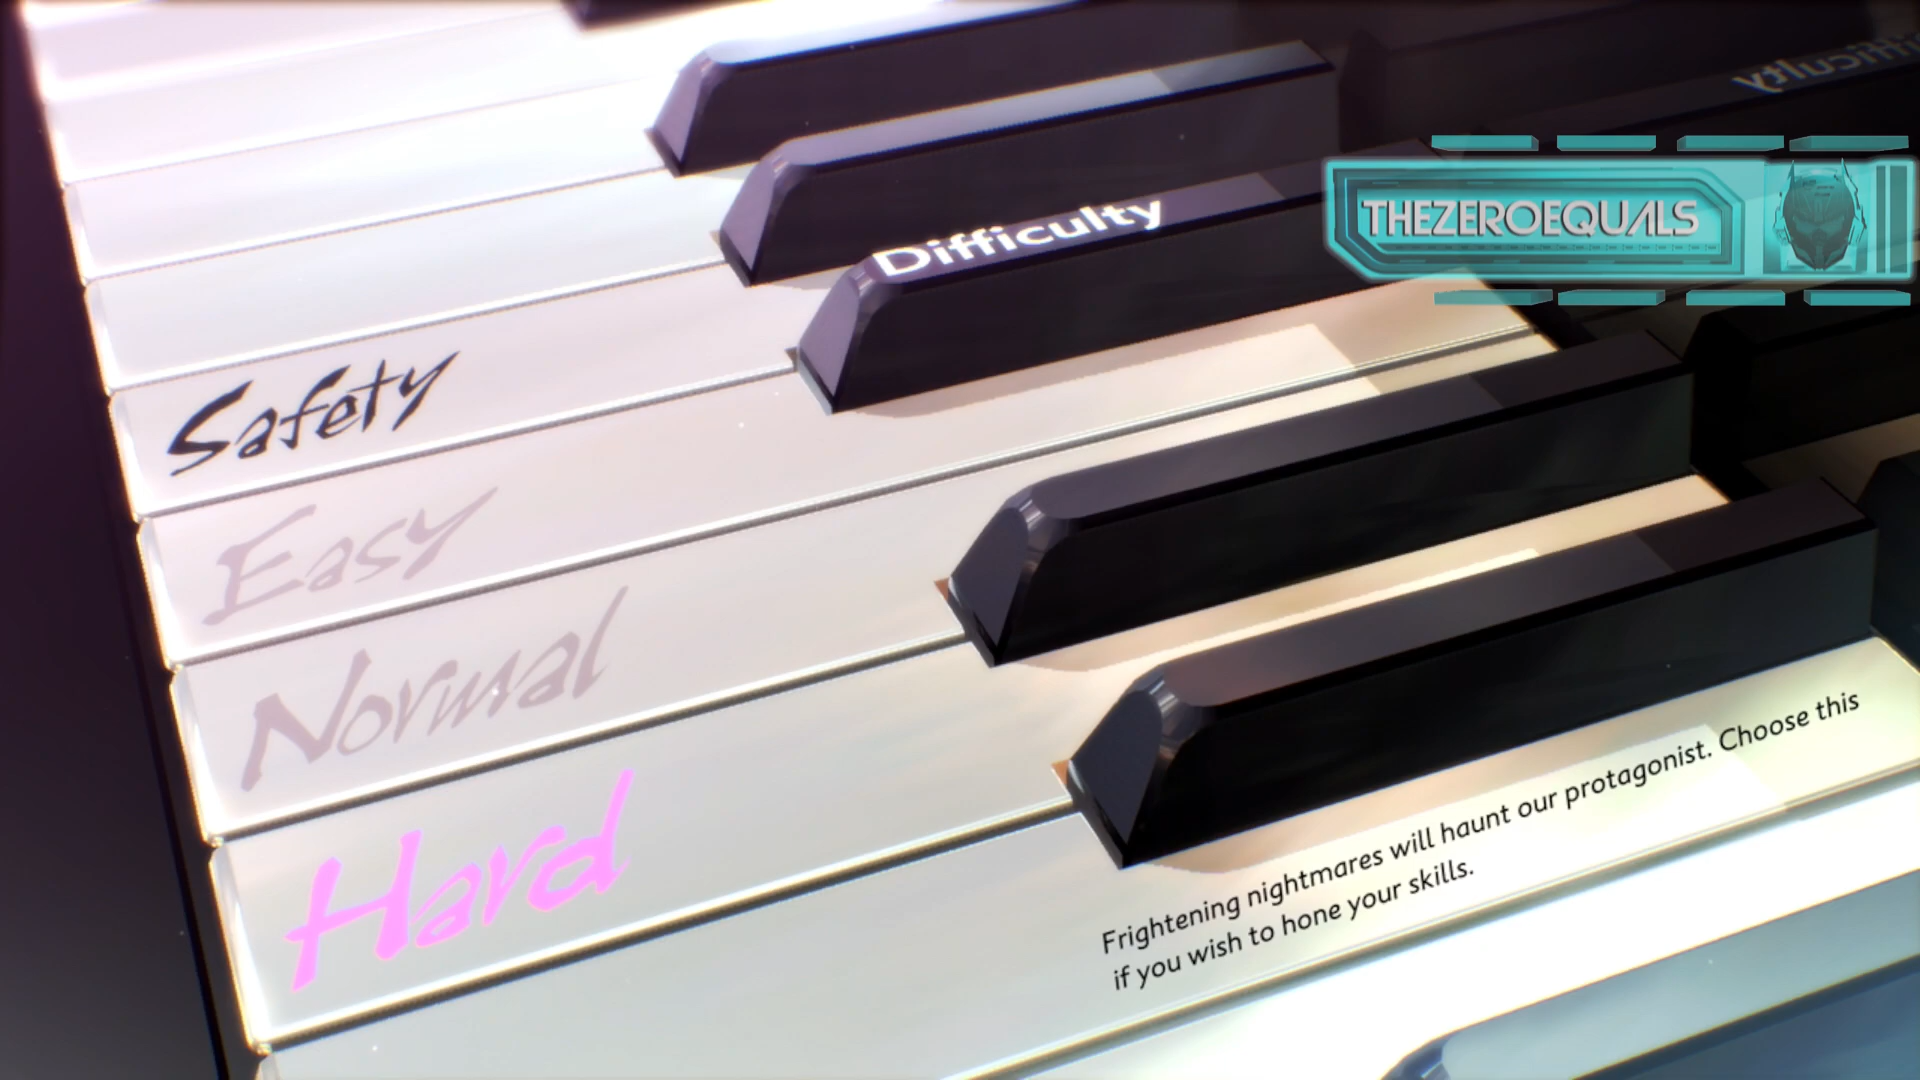 Difficulty
Difficulty
THEZEROEQUALS
Safety
Easy
Normal
Hard
Frightening nightmares will haunt our protagonist. Choose this
if you wish to hone your skills.